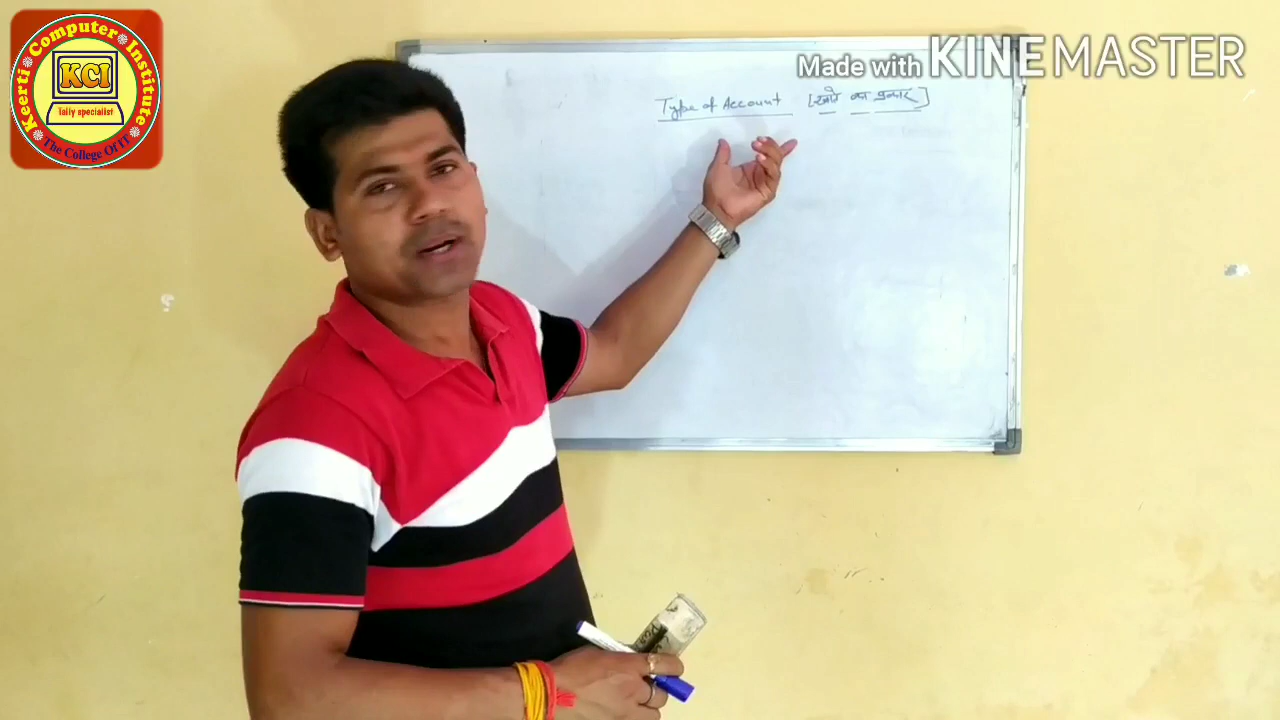 Keerti Computer Institute
KCI
Tally specialist
The College Of IT
Made with KINEMASTER
Type of Account [खाते का प्रकार]